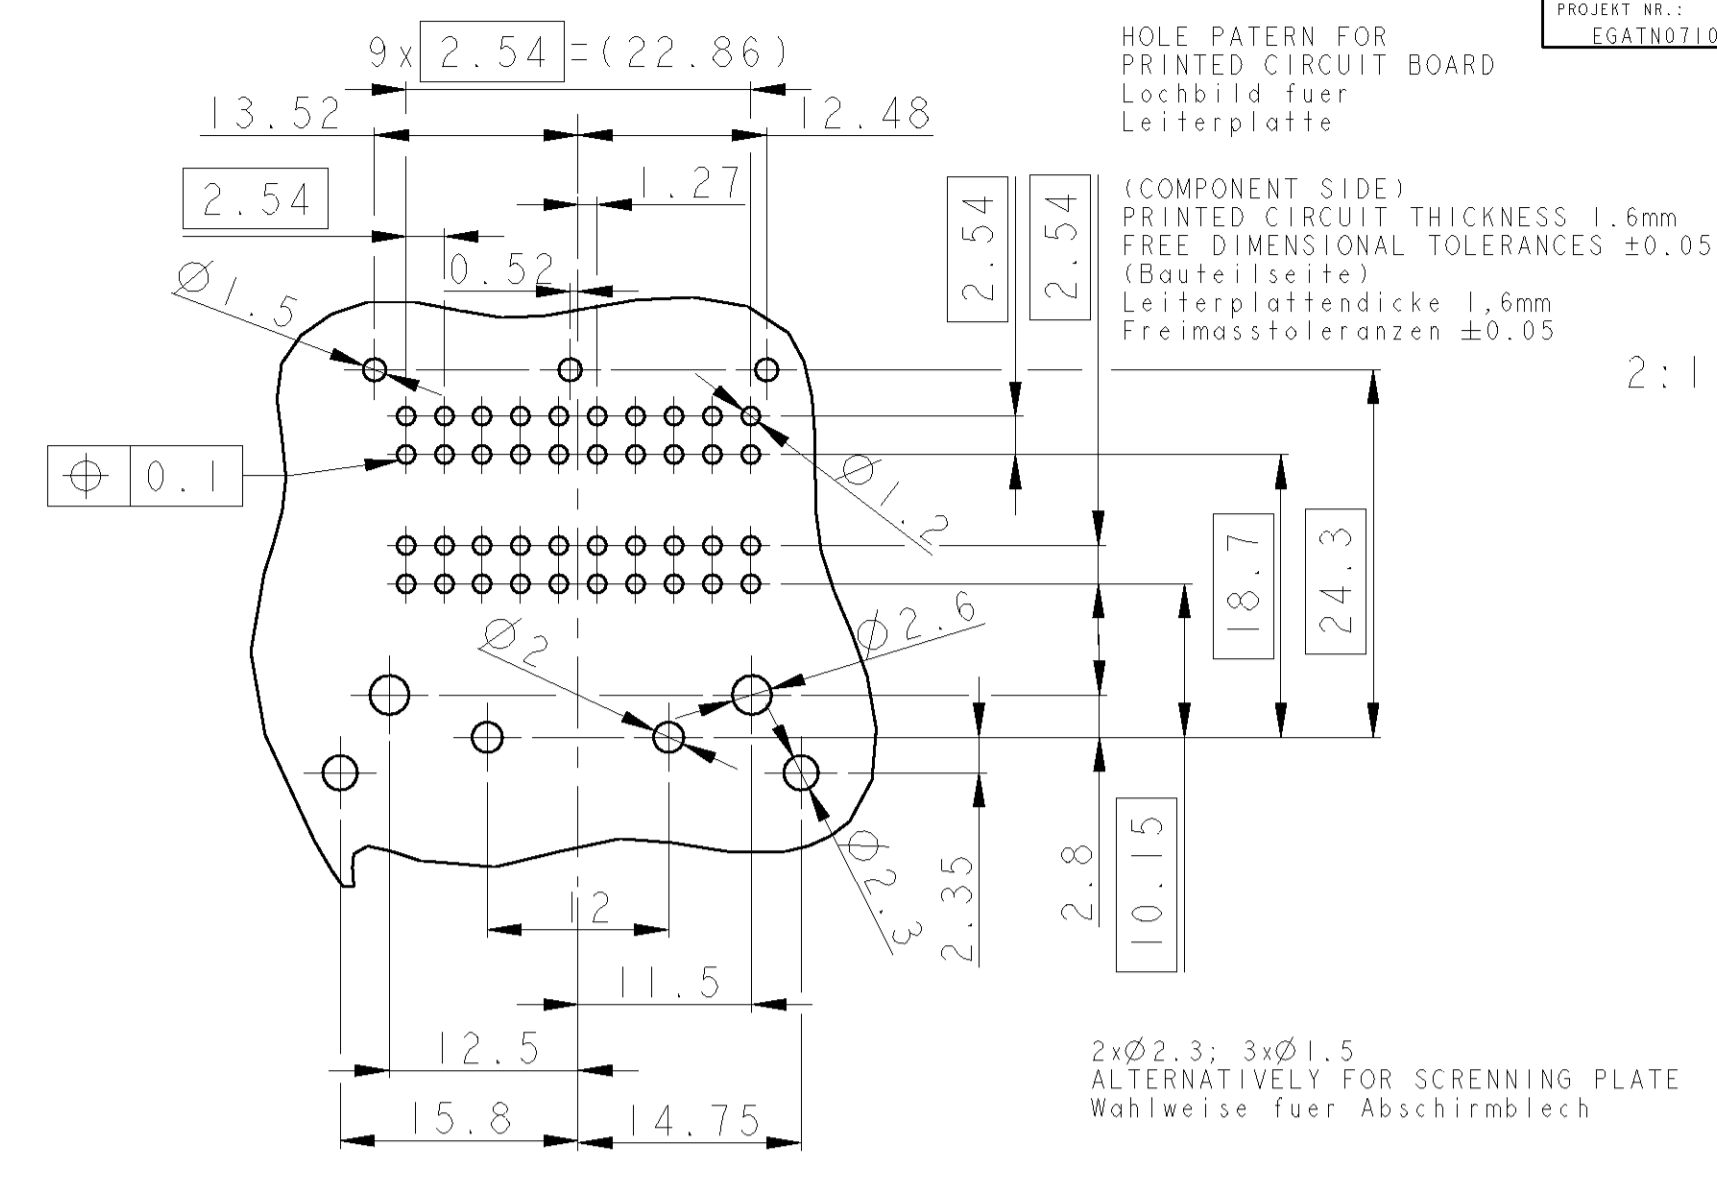 PROJEKT NR.:
EGATN0710
9x 2.54 =(22.86)
HOLE PATERN FOR
PRINTED CIRCUIT BOARD
Lochbild fuer
Leiterplatte
13.52
12.48
2.54
1.27
0.52
Ø1.5
2.54
2.54
(COMPONENT SIDE)
PRINTED CIRCUIT THICKNESS 1.6mm
FREE DIMENSIONAL TOLERANCES ±0.05
(Bauteilseite)
Leiterplattendicke 1,6mm
Freimasstoleranzen ±0.05
2:1
⌖ 0.1
Ø1.2
18.7
24.3
Ø2
Ø2.6
Ø2.3
2.35
2.8
10.15
12
11.5
12.5
15.8
14.75
2xØ2.3; 3xØ1.5
ALTERNATIVELY FOR SCRENNING PLATE
Wahlweise fuer Abschirmblech